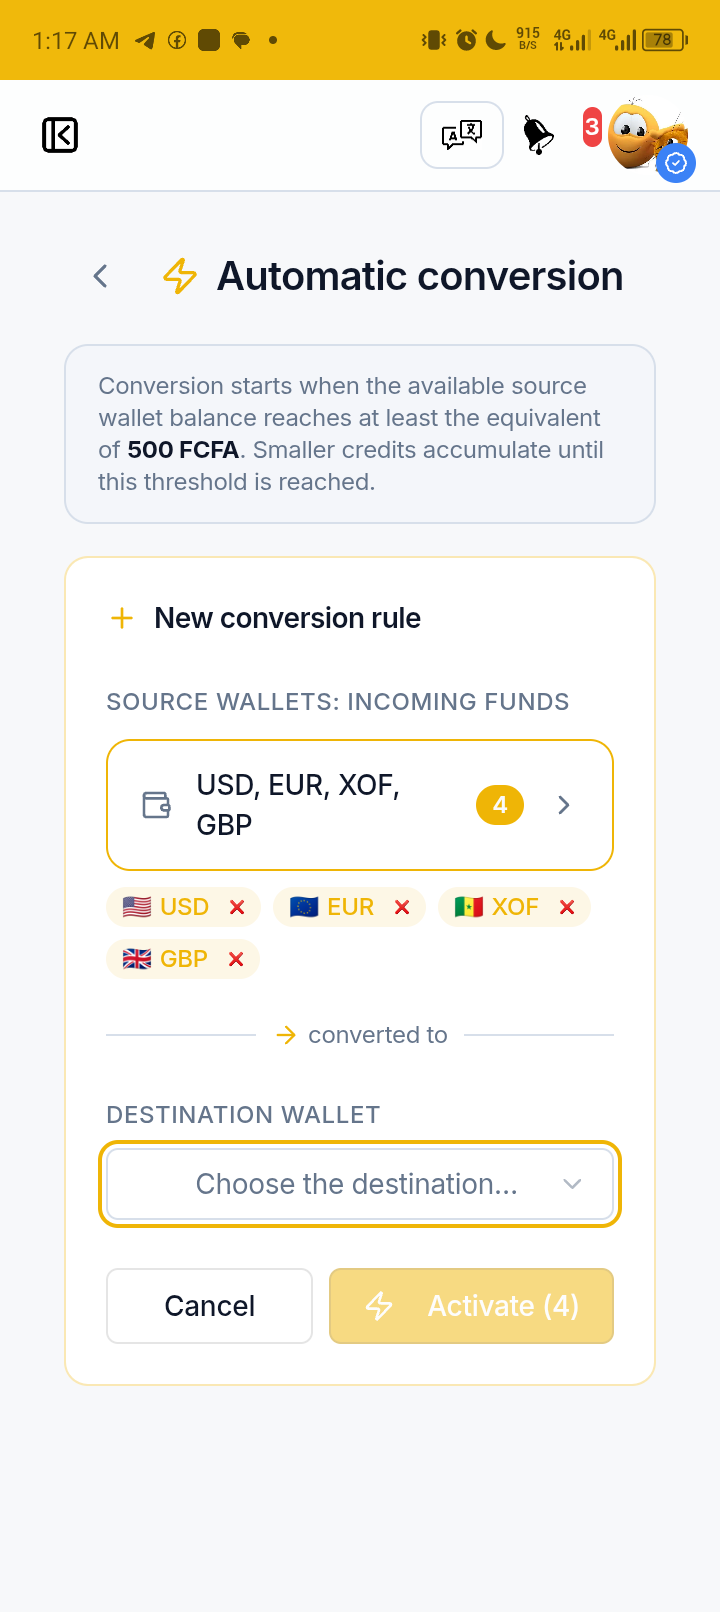 1:17 AM
915
B/S
4G
4G
78
A 文
3
Automatic conversion
Conversion starts when the available source
wallet balance reaches at least the equivalent
of 500 FCFA. Smaller credits accumulate until
this threshold is reached.
New conversion rule
SOURCE WALLETS: INCOMING FUNDS
USD, EUR, XOF,
GBP
4
USD
EUR
XOF
GBP
converted to
DESTINATION WALLET
Choose the destination...
Cancel
Activate (4)